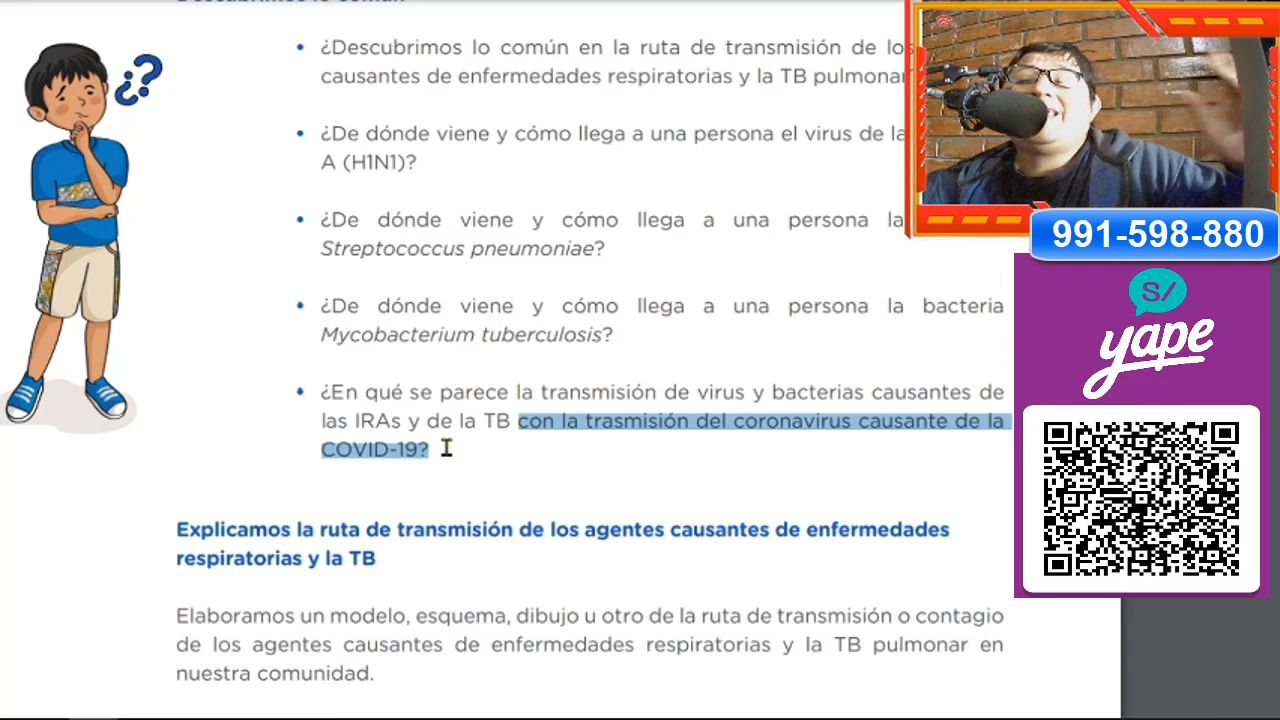 ¿Descubrimos lo común en la ruta de transmisión de los
causantes de enfermedades respiratorias y la TB pulmonar
¿De dónde viene y cómo llega a una persona el virus de la
A (H1N1)?
¿De dónde viene y cómo llega a una persona la
Streptococcus pneumoniae?
¿De dónde viene y cómo llega a una persona la bacteria
Mycobacterium tuberculosis?
¿En qué se parece la transmisión de virus y bacterias causantes de
las IRAs y de la TB con la trasmisión del coronavirus causante de la
COVID-19?
Explicamos la ruta de transmisión de los agentes causantes de enfermedades
respiratorias y la TB
Elaboramos un modelo, esquema, dibujo u otro de la ruta de transmisión o contagio
de los agentes causantes de enfermedades respiratorias y la TB pulmonar en
nuestra comunidad.
¿?
991-598-880
S/
yape